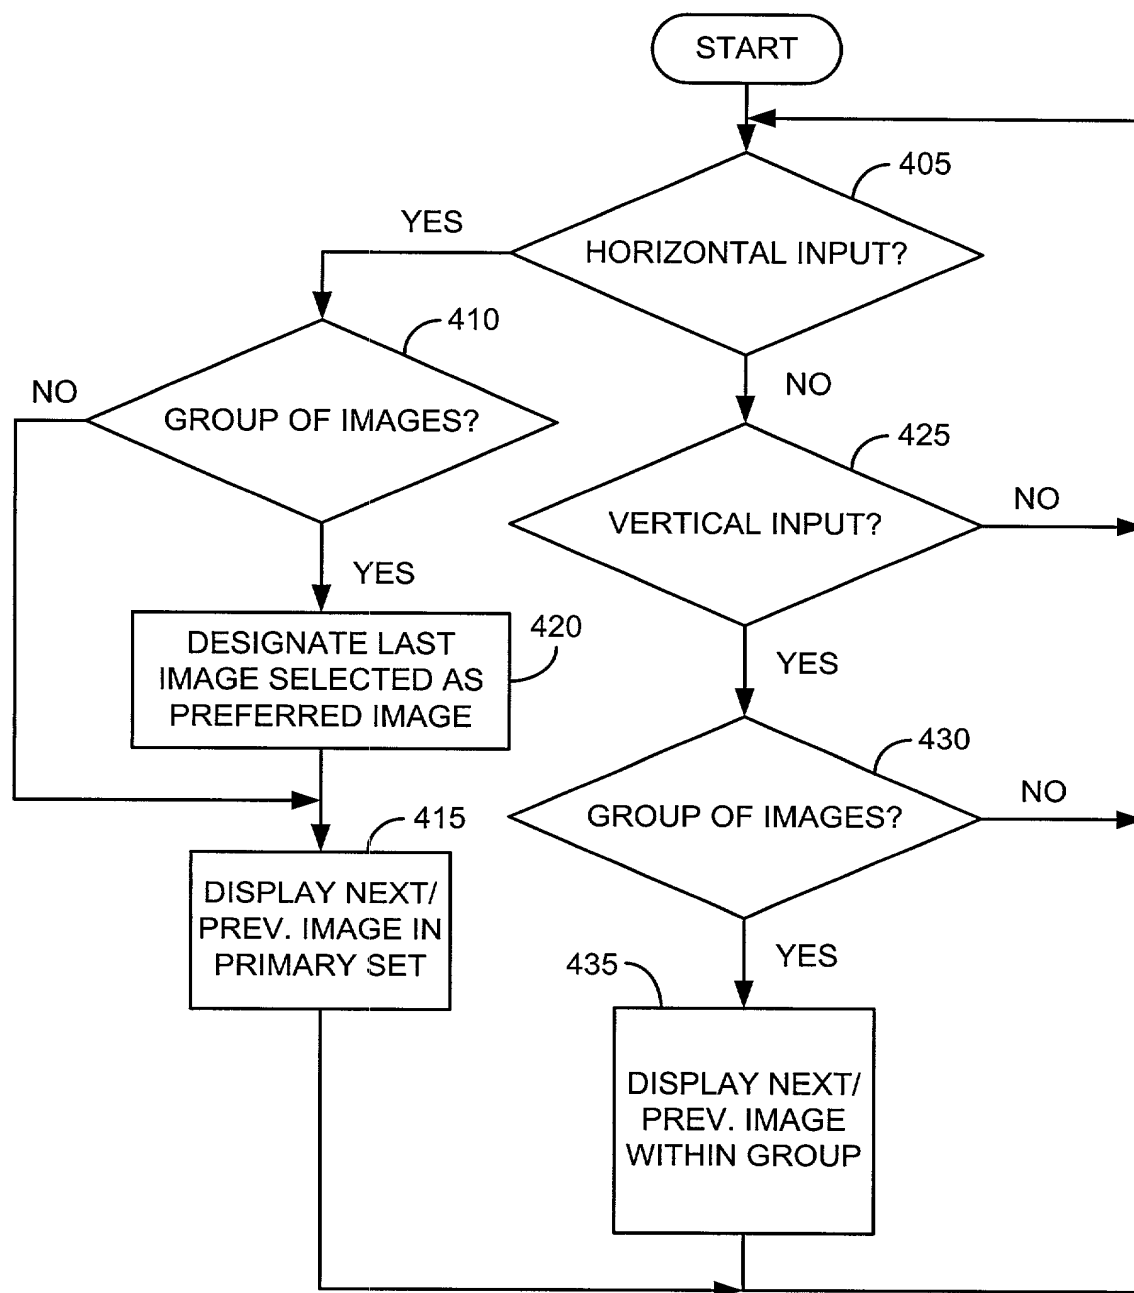 START
405
YES
HORIZONTAL INPUT?
410
NO
NO
GROUP OF IMAGES?
425
NO
VERTICAL INPUT?
YES
DESIGNATE LAST
IMAGE SELECTED AS
PREFERRED IMAGE
420
YES
430
NO
GROUP OF IMAGES?
415
DISPLAY NEXT/
PREV. IMAGE IN
PRIMARY SET
YES
435
DISPLAY NEXT/
PREV. IMAGE
WITHIN GROUP